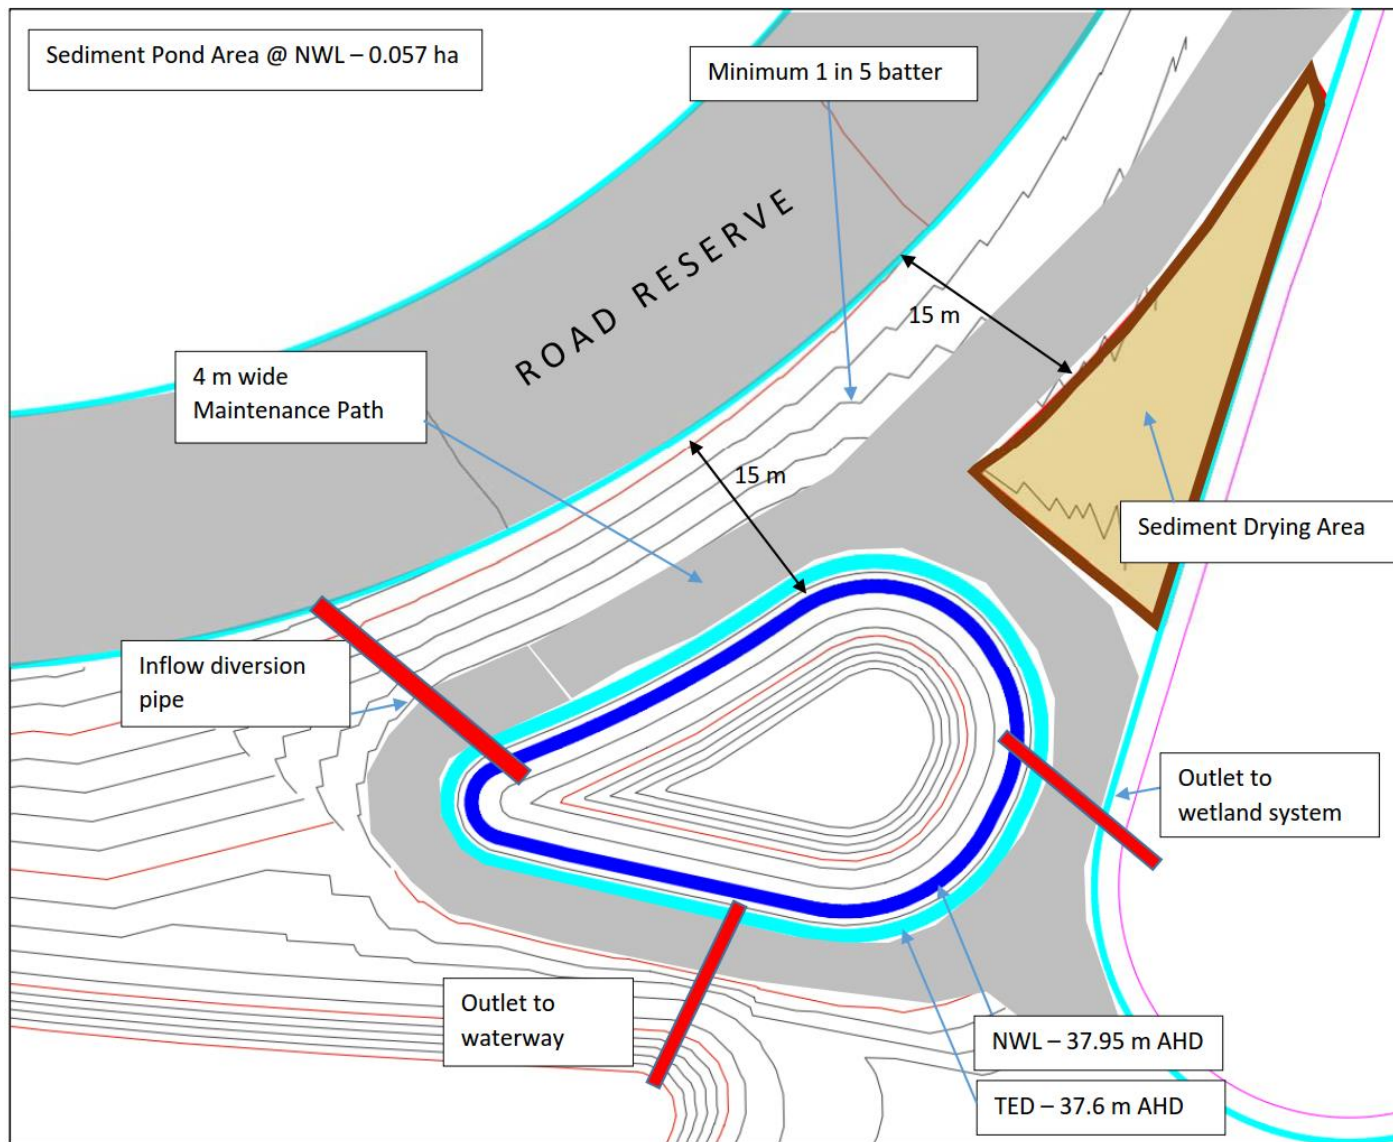 Sediment Pond Area @ NWL – 0.057 ha
Minimum 1 in 5 batter
ROAD RESERVE
15 m
4 m wide
Maintenance Path
15 m
Sediment Drying Area
Inflow diversion
pipe
Outlet to
wetland system
Outlet to
waterway
NWL – 37.95 m AHD
TED – 37.6 m AHD